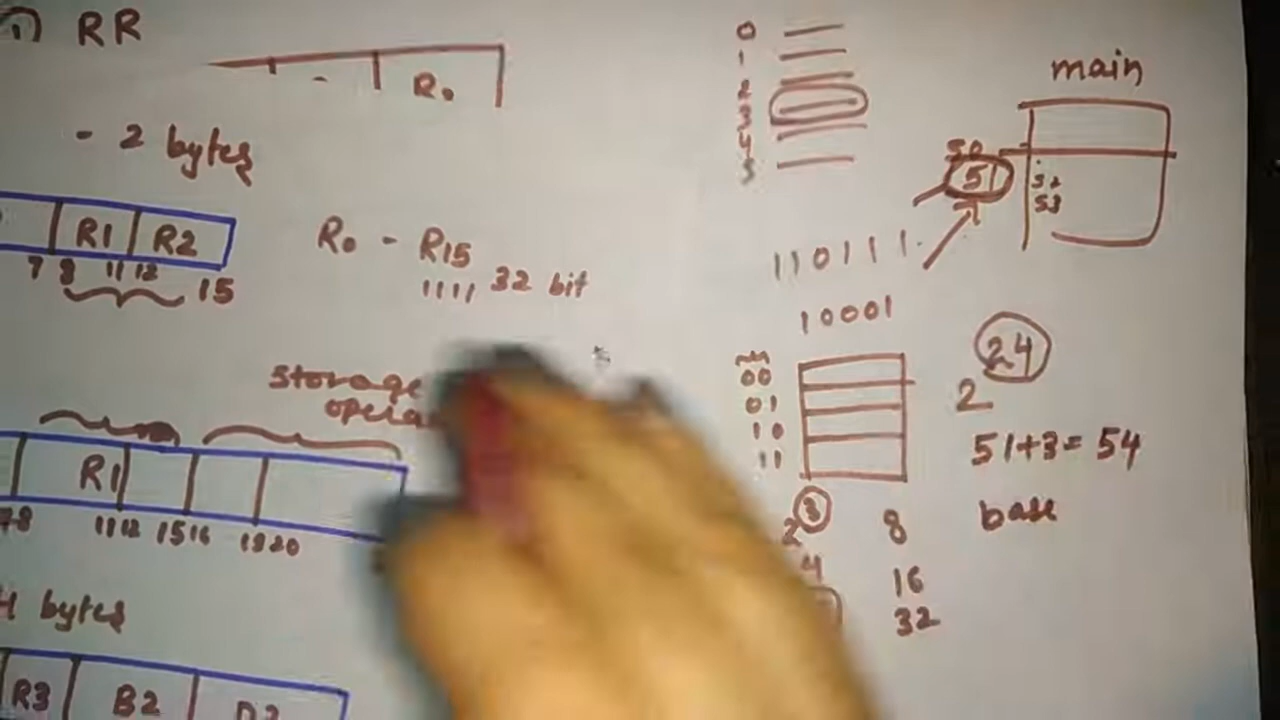 1) RR
R0
- 2 bytes
R1 R2
7 8 11 12 15
R0 - R15
1111 32 bit
storage
R1
7 8 11 12 15 16 19 20
4 bytes
R3 B2 D2
0
1
2
3
4
5
main
50
51
52
53
110111
10001
00
01
10
11
24
2
51+3=54
base
2 3 8
4 16
32